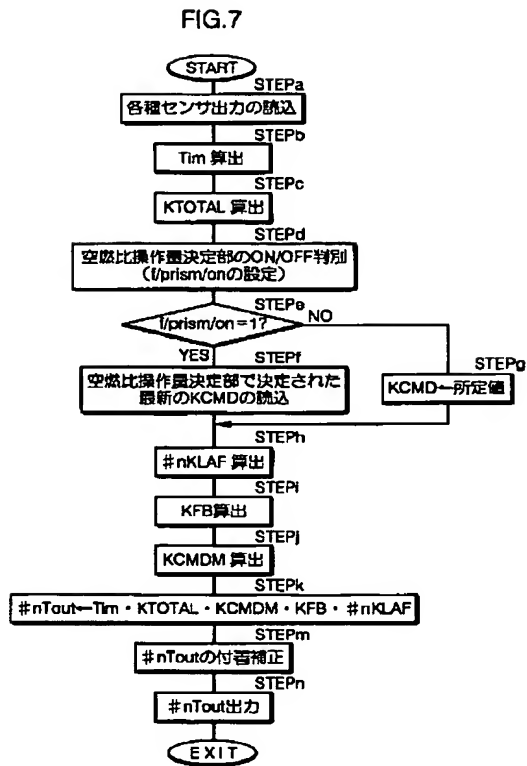 FIG.7
START
STEPa
各種センサ出力の読込
STEPb
Tim 算出
STEPc
KTOTAL 算出
STEPd
空燃比操作量決定部のON/OFF判別
(f/prism/onの設定)
STEPe
f/prism/on=1?
NO
YES
STEPf
空燃比操作量決定部で決定された
最新のKCMDの読込
STEPg
KCMD←所定値
STEPh
#nKLAF 算出
STEPi
KFB算出
STEPj
KCMDM 算出
STEPk
#nTout←Tim・KTOTAL・KCMDM・KFB・#nKLAF
STEPm
#nToutの付着補正
STEPn
#nTout出力
EXIT